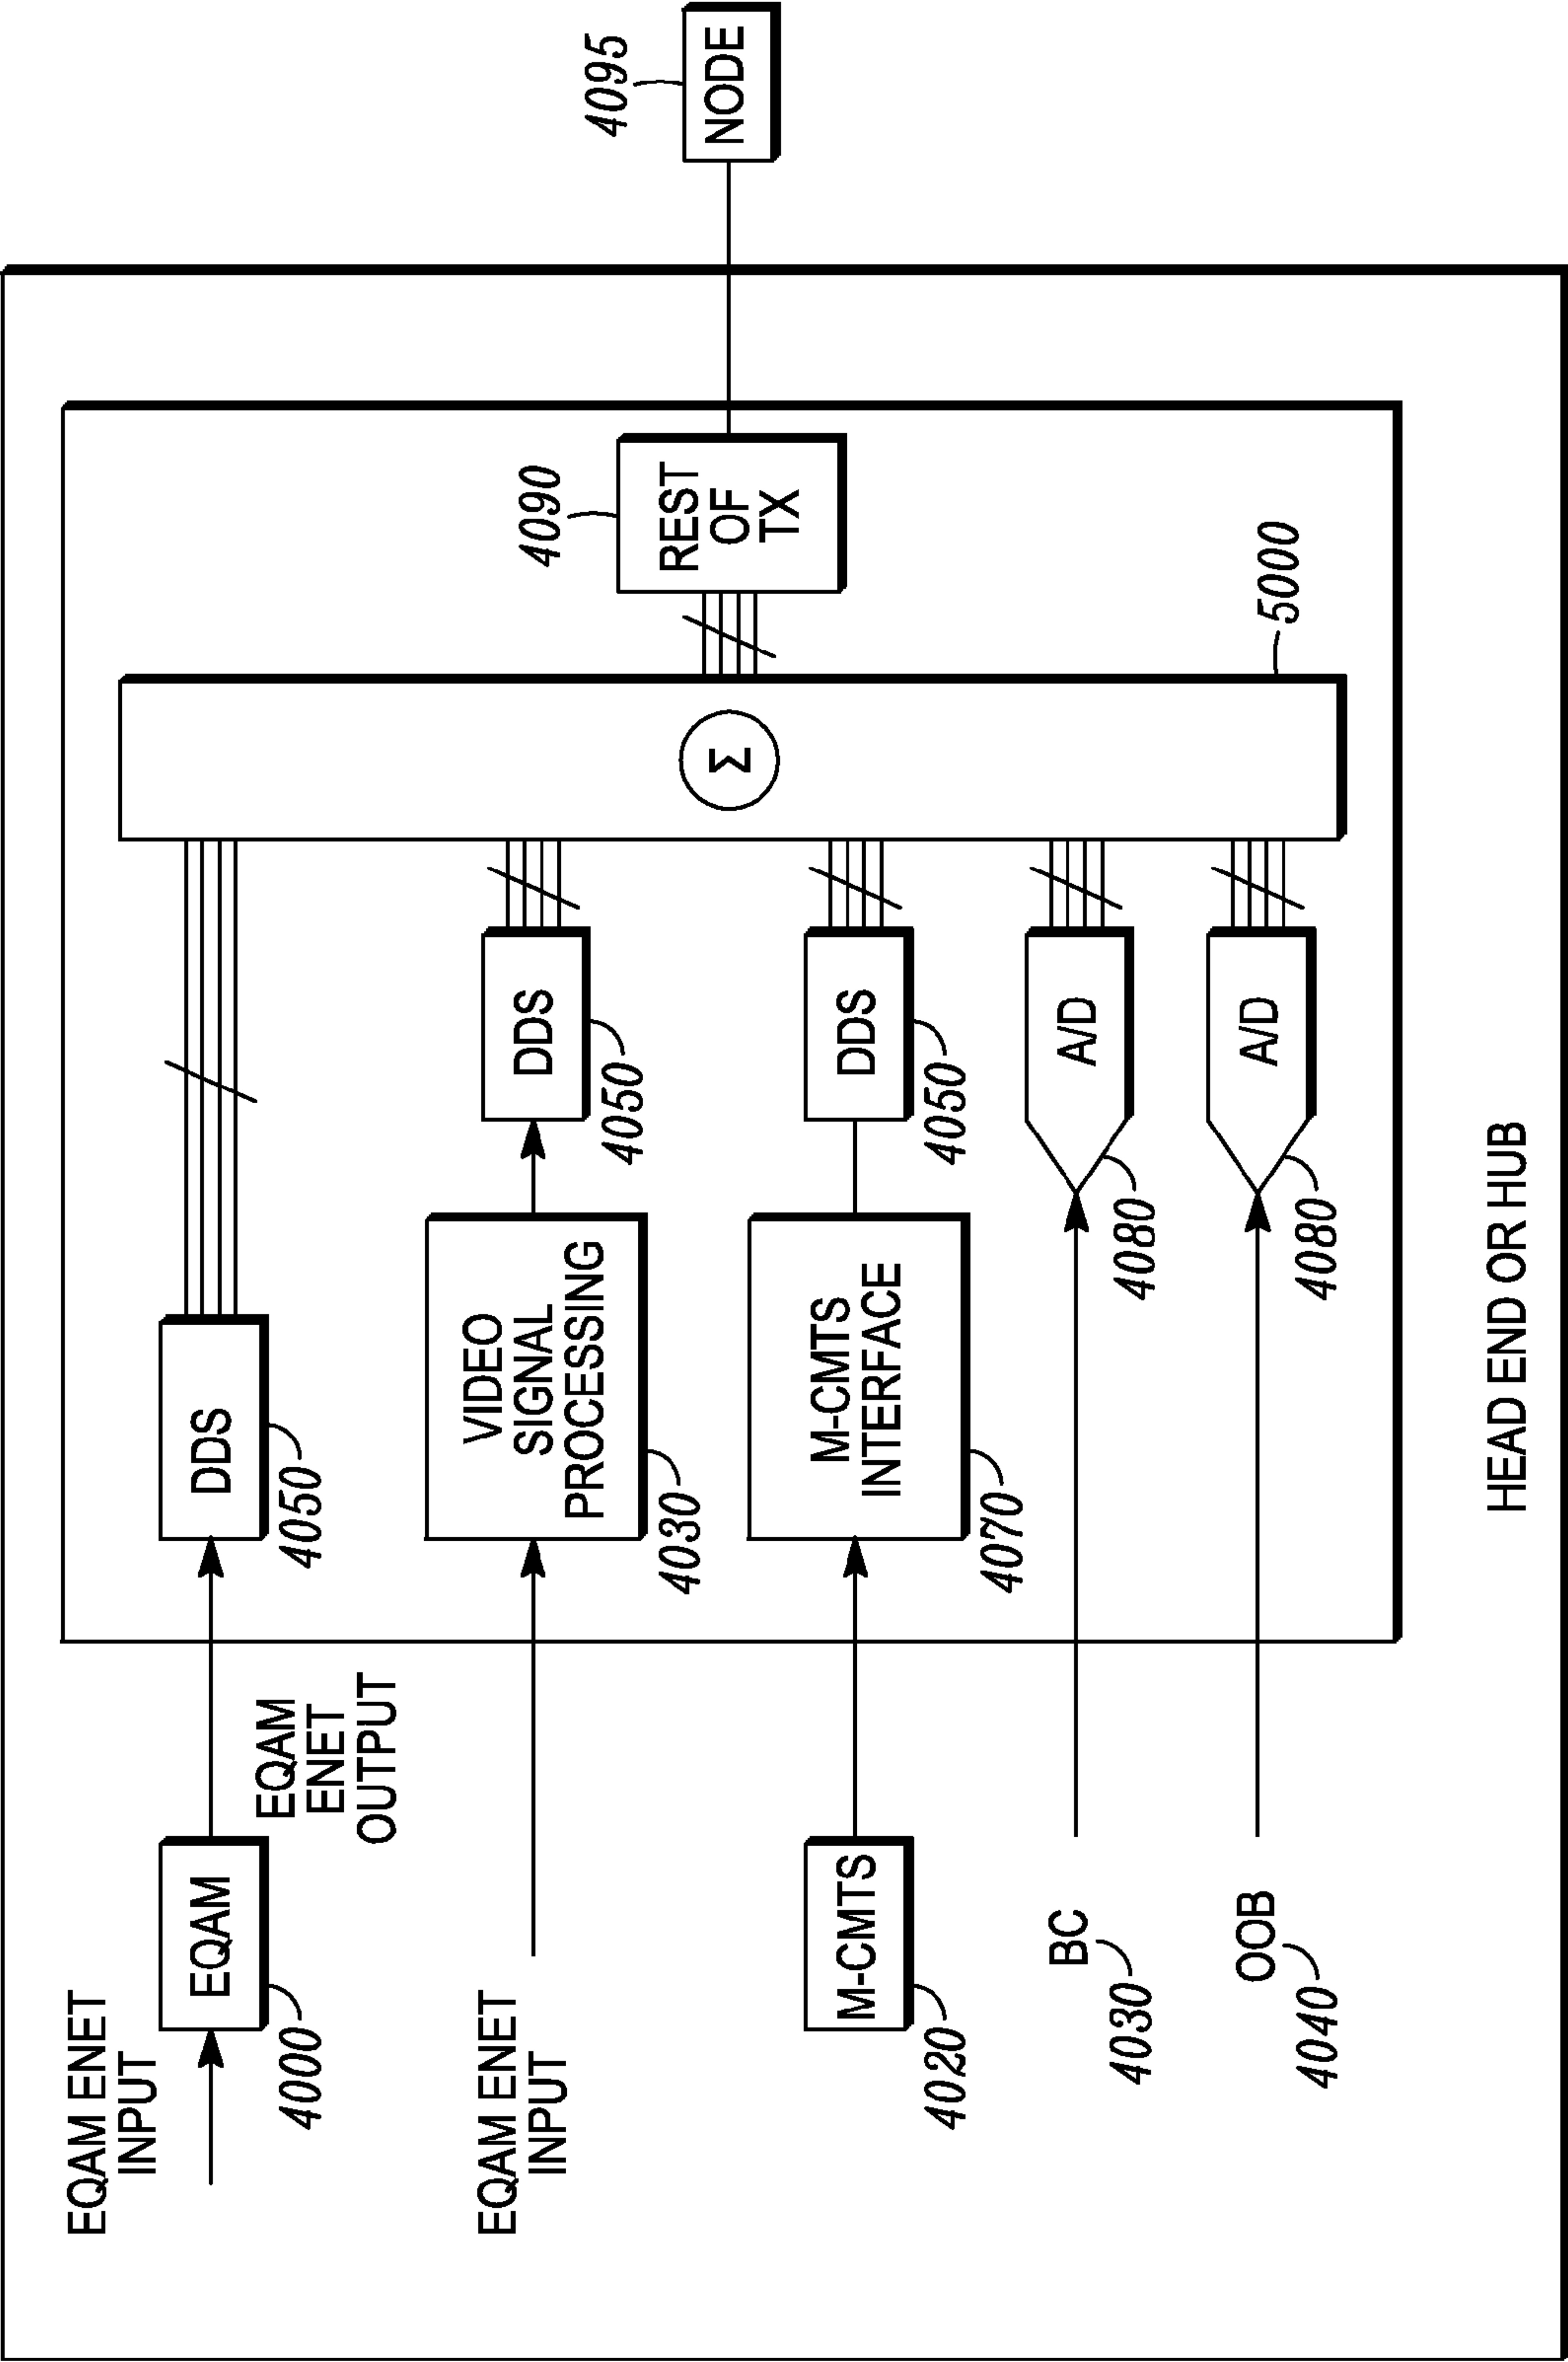 EQAM ENET
INPUT
EQAM
4000
EQAM
ENET
OUTPUT
DDS
4050
EQAM ENET
INPUT
VIDEO
SIGNAL
PROCESSING
4030
DDS
4050
M-CMTS
4020
M-CMTS
INTERFACE
4070
DDS
4050
BC
4030
A/D
4080
OOB
4040
A/D
4080
Σ
5000
REST
OF
TX
4090
NODE
4095
HEAD END OR HUB